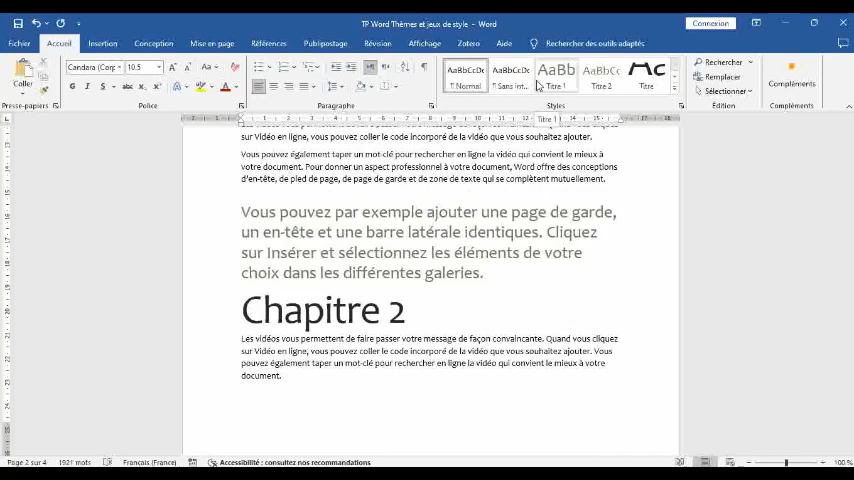 TP Word Thèmes et jeux de style - Word
Connexion
Fichier Accueil Insertion Conception Mise en page Références Publipostage Révision Affichage Zotero Aide Rechercher des outils adaptés
Coller
Candara (Corp 10.5
AaBbCcDc AaBbCcDc AaBb AaBbCc
¶ Normal ¶ Sans int... Titre 1 Titre 2 Titre
Rechercher
Remplacer
Sélectionner
Compléments
Presse-papiers Police Paragraphe Styles Édition Compléments
Titre 1
sur Vidéo en ligne, vous pouvez coller le code incorporé de la vidéo que vous souhaitez ajouter.
Vous pouvez également taper un mot-clé pour rechercher en ligne la vidéo qui convient le mieux à
votre document. Pour donner un aspect professionnel à votre document, Word offre des conceptions
d'en-tête, de pied de page, de page de garde et de zone de texte qui se complètent mutuellement.
Vous pouvez par exemple ajouter une page de garde,
un en-tête et une barre latérale identiques. Cliquez
sur Insérer et sélectionnez les éléments de votre
choix dans les différentes galeries.
Chapitre 2
Les vidéos vous permettent de faire passer votre message de façon convaincante. Quand vous cliquez
sur Vidéo en ligne, vous pouvez coller le code incorporé de la vidéo que vous souhaitez ajouter. Vous
pouvez également taper un mot-clé pour rechercher en ligne la vidéo qui convient le mieux à votre
document.
Page 2 sur 4 1921 mots Français (France) Accessibilité : consultez nos recommandations 100 %